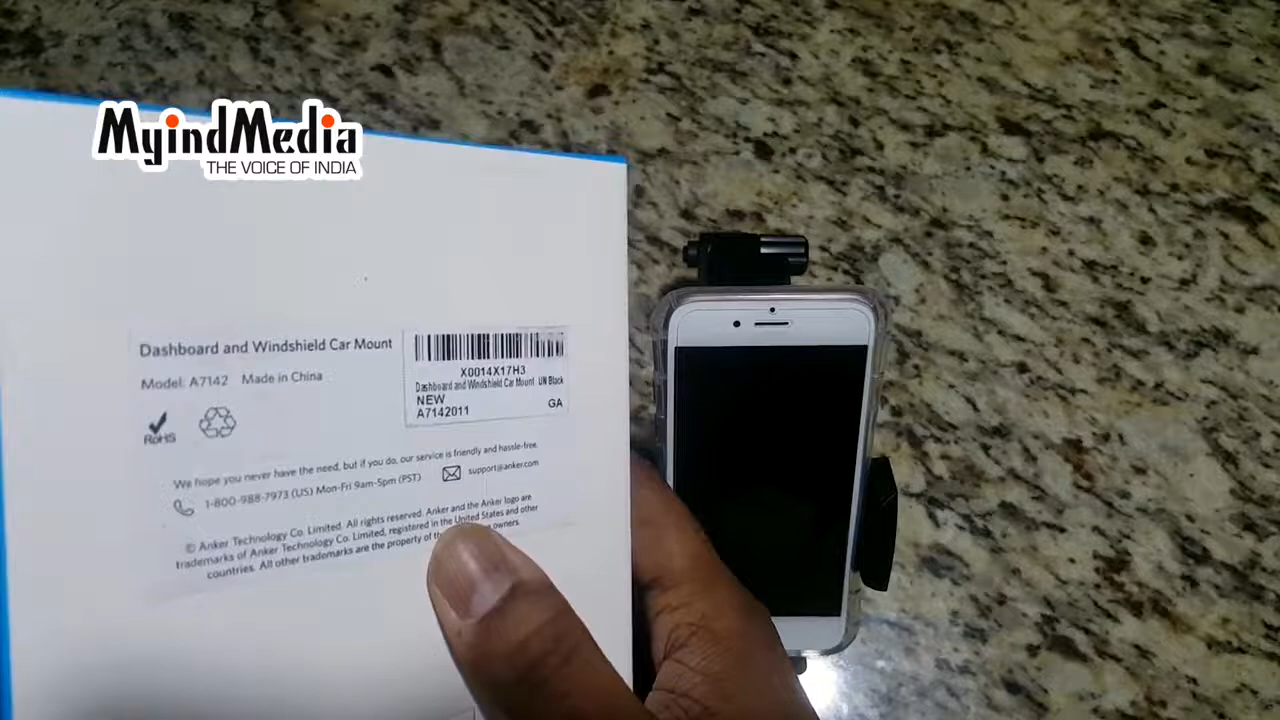 MyindMedia
THE VOICE OF INDIA
Dashboard and Windshield Car Mount
Model: A7142 Made in China
RoHS
X0014X17H3
Dashboard and Windshield Car Mount UN Black
NEW
A7142011 GA
We hope you never have the need, but if you do, our service is friendly and hassle-free.
1-800-988-7973 (US) Mon-Fri 9am-5pm (PST) support@anker.com
© Anker Technology Co. Limited. All rights reserved. Anker and the Anker logo are
trademarks of Anker Technology Co. Limited, registered in the United States and other
countries. All other trademarks are the property of owners.